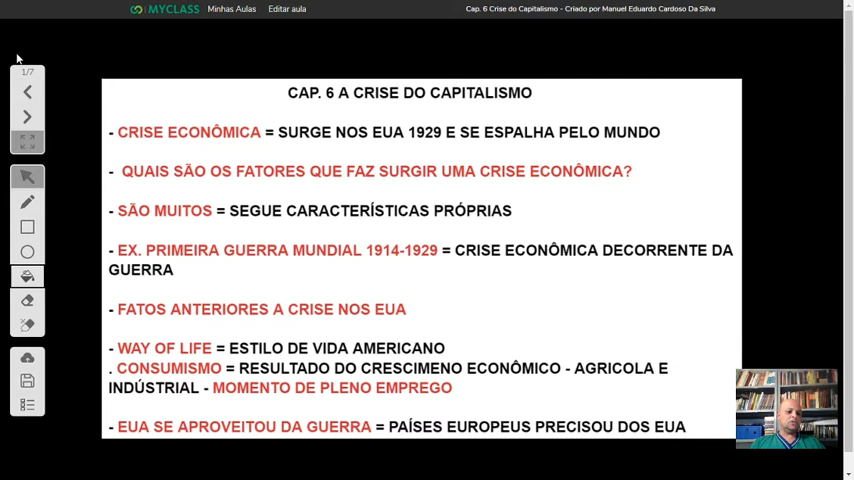 MYCLASS Minhas Aulas Editar aula Cap. 6 Crise do Capitalismo - Criado por Manuel Eduardo Cardoso Da Silva
1/7
CAP. 6 A CRISE DO CAPITALISMO
- CRISE ECONÔMICA = SURGE NOS EUA 1929 E SE ESPALHA PELO MUNDO
- QUAIS SÃO OS FATORES QUE FAZ SURGIR UMA CRISE ECONÔMICA?
- SÃO MUITOS = SEGUE CARACTERÍSTICAS PRÓPRIAS
- EX. PRIMEIRA GUERRA MUNDIAL 1914-1929 = CRISE ECONÔMICA DECORRENTE DA
GUERRA
- FATOS ANTERIORES A CRISE NOS EUA
- WAY OF LIFE = ESTILO DE VIDA AMERICANO
. CONSUMISMO = RESULTADO DO CRESCIMENO ECONÔMICO - AGRICOLA E
INDÚSTRIAL - MOMENTO DE PLENO EMPREGO
- EUA SE APROVEITOU DA GUERRA = PAÍSES EUROPEUS PRECISOU DOS EUA